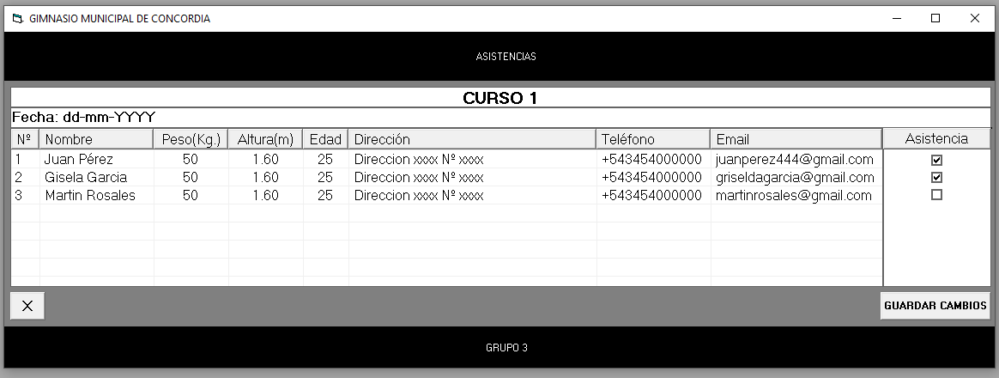 GIMNASIO MUNICIPAL DE CONCORDIA
ASISTENCIAS
CURSO 1
Fecha: dd-mm-YYYY
Nº Nombre Peso(Kg.) Altura(m) Edad Dirección Teléfono Email Asistencia
1 Juan Pérez 50 1.60 25 Direccion xxxx Nº xxxx +543454000000 juanperez444@gmail.com
2 Gisela Garcia 50 1.60 25 Direccion xxxx Nº xxxx +543454000000 griseldagarcia@gmail.com
3 Martin Rosales 50 1.60 25 Direccion xxxx Nº xxxx +543454000000 martinrosales@gmail.com
X GUARDAR CAMBIOS
GRUPO 3